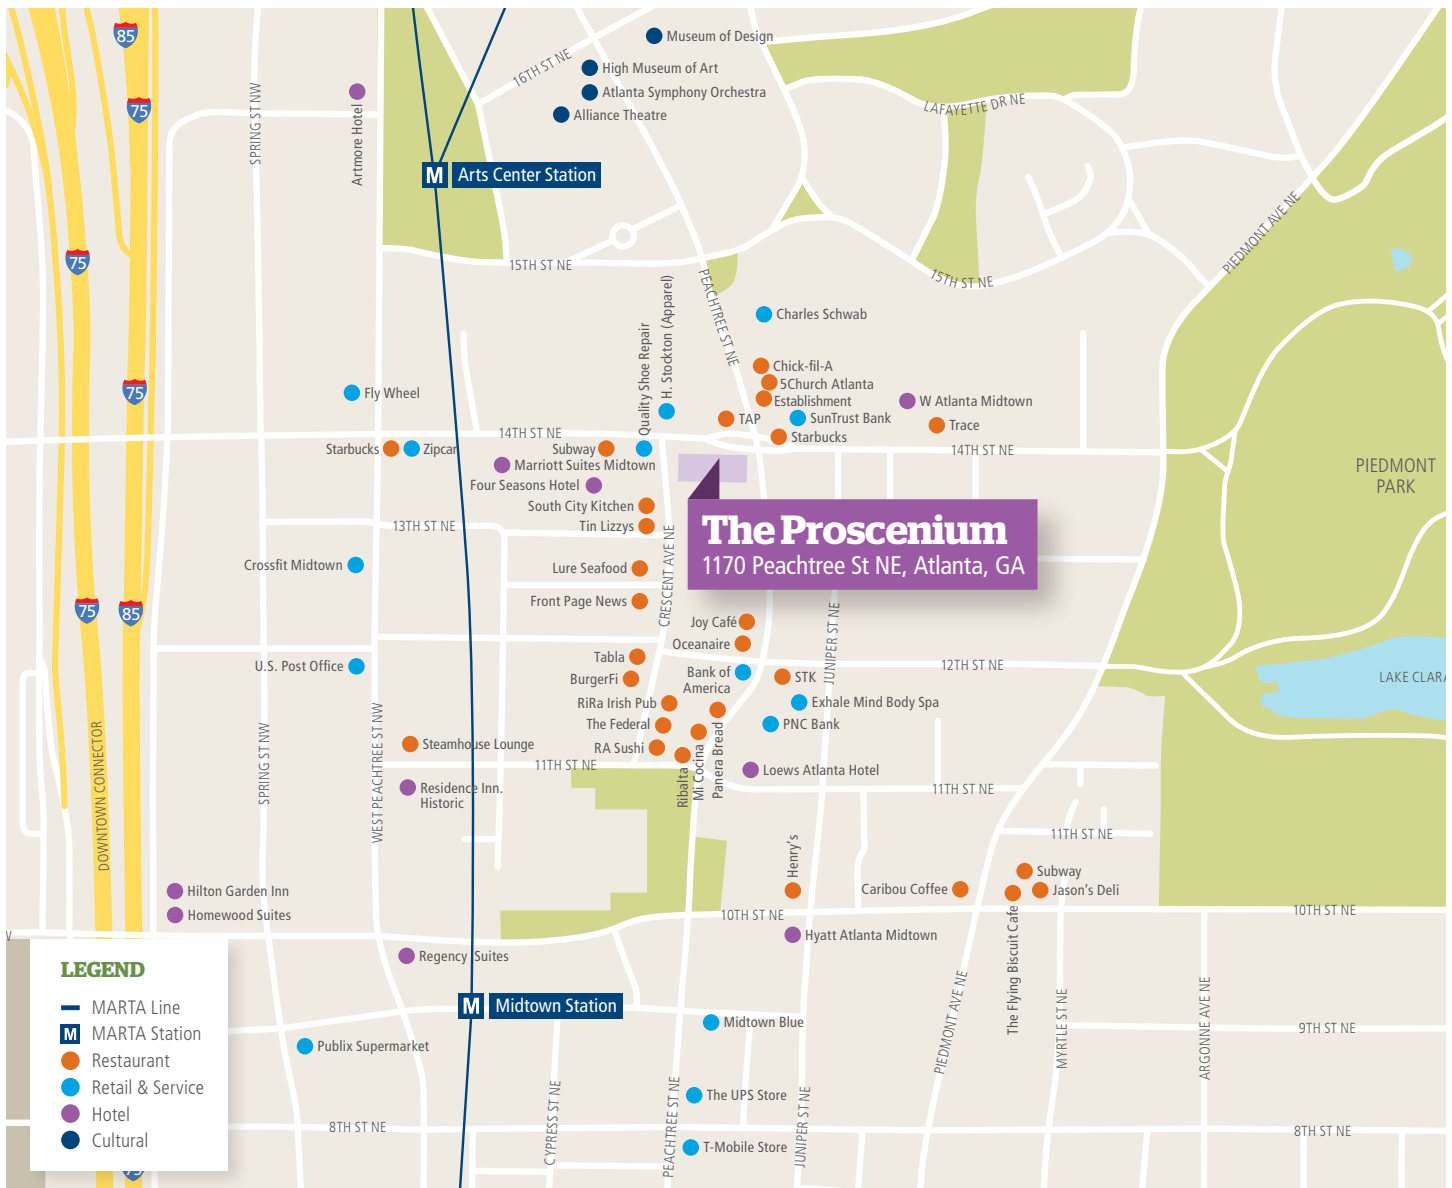 85
Museum of Design
16TH ST NE
High Museum of Art
Atlanta Symphony Orchestra
Alliance Theatre
75
SPRING ST NW
Artmore Hotel
LAFAYETTE DR NE
M Arts Center Station
PIEDMONT AVE NE
75
15TH ST NE
15TH ST NE
PEACHTREE ST NE
H. Stockton (Apparel)
Quality Shoe Repair
Charles Schwab
Chick-fil-A
5Church Atlanta
Establishment
75
Fly Wheel
W Atlanta Midtown
TAP
SunTrust Bank
Trace
Starbucks
14TH ST NE
14TH ST NE
Starbucks
Zipcar
Subway
Marriott Suites Midtown
Four Seasons Hotel
PIEDMONT
PARK
South City Kitchen
Tin Lizzys
13TH ST NE
The Proscenium
1170 Peachtree St NE, Atlanta, GA
Crossfit Midtown
Lure Seafood
CRESCENT AVE NE
Front Page News
75
85
Joy Café
Oceanaire
JUNIPER ST NE
Tabla
12TH ST NE
U.S. Post Office
BurgerFi
Bank of
America
STK
LAKE CLARA
RiRa Irish Pub
Exhale Mind Body Spa
The Federal
PNC Bank
RA Sushi
Ribalta
Mi Cocina
Panera Bread
Steamhouse Lounge
11TH ST NE
Loews Atlanta Hotel
DOWNTOWN CONNECTOR
SPRING ST NW
WEST PEACHTREE ST NW
Residence Inn.
Historic
11TH ST NE
11TH ST NE
Henry's
Subway
Caribou Coffee
Jason's Deli
The Flying Biscuit Cafe
Hilton Garden Inn
Homewood Suites
10TH ST NE
10TH ST NE
Hyatt Atlanta Midtown
W
Regency Suites
M Midtown Station
Midtown Blue
PIEDMONT AVE NE
MYRTLE ST NE
ARGONNE AVE NE
9TH ST NE
Publix Supermarket
The UPS Store
CYPRESS ST NE
PEACHTREE ST NE
JUNIPER ST NE
8TH ST NE
8TH ST NE
T-Mobile Store
LEGEND
MARTA Line
M MARTA Station
Restaurant
Retail & Service
Hotel
Cultural
75